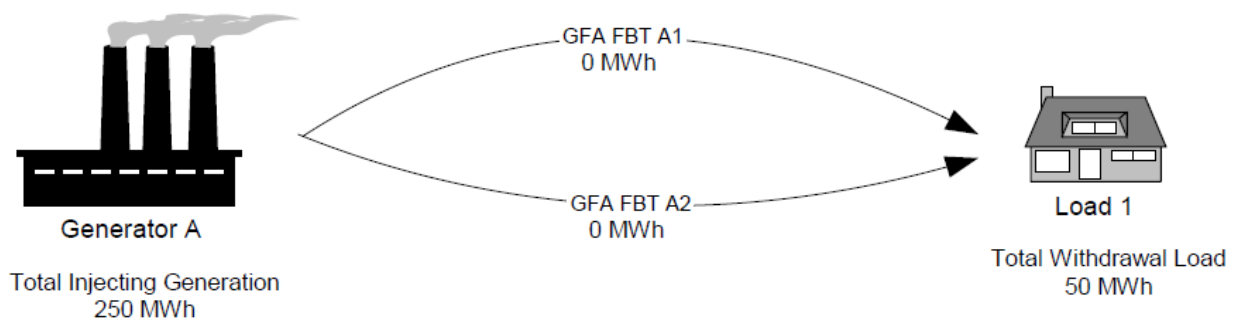 GFA FBT A1
0 MWh
GFA FBT A2
0 MWh
Generator A
Total Injecting Generation
250 MWh
Load 1
Total Withdrawal Load
50 MWh